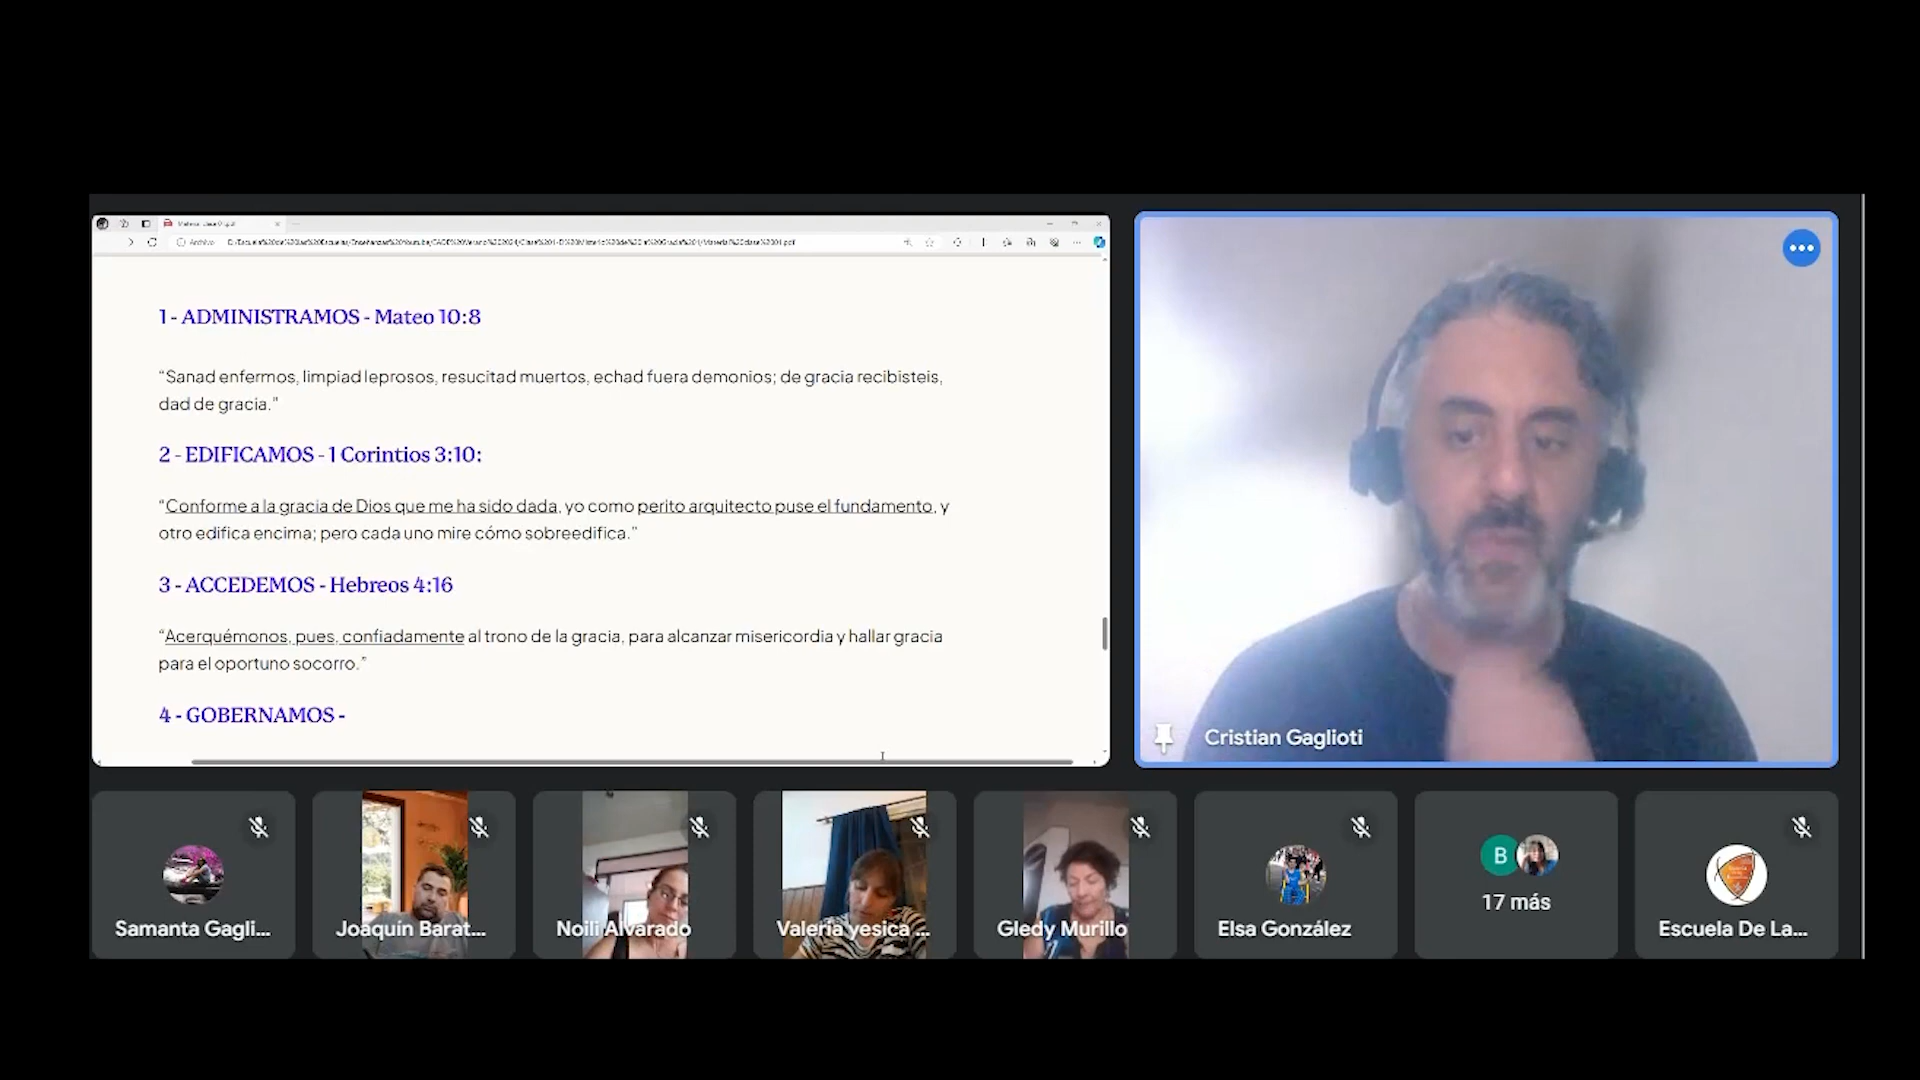 Archivo
1 - ADMINISTRAMOS - Mateo 10:8
“Sanad enfermos, limpiad leprosos, resucitad muertos, echad fuera demonios; de gracia recibisteis,
dad de gracia.”
2 - EDIFICAMOS - 1 Corintios 3:10:
“Conforme a la gracia de Dios que me ha sido dada, yo como perito arquitecto puse el fundamento, y
otro edifica encima; pero cada uno mire cómo sobreedifica.”
3 - ACCEDEMOS - Hebreos 4:16
“Acerquémonos, pues, confiadamente al trono de la gracia, para alcanzar misericordia y hallar gracia
para el oportuno socorro.”
4 - GOBERNAMOS -
Cristian Gaglioti
Samanta Gagli...
Joaquín Barat...
Noili Alvarado
Valeria yesica ...
Gledy Murillo
Elsa González
B
17 más
Escuela De La...